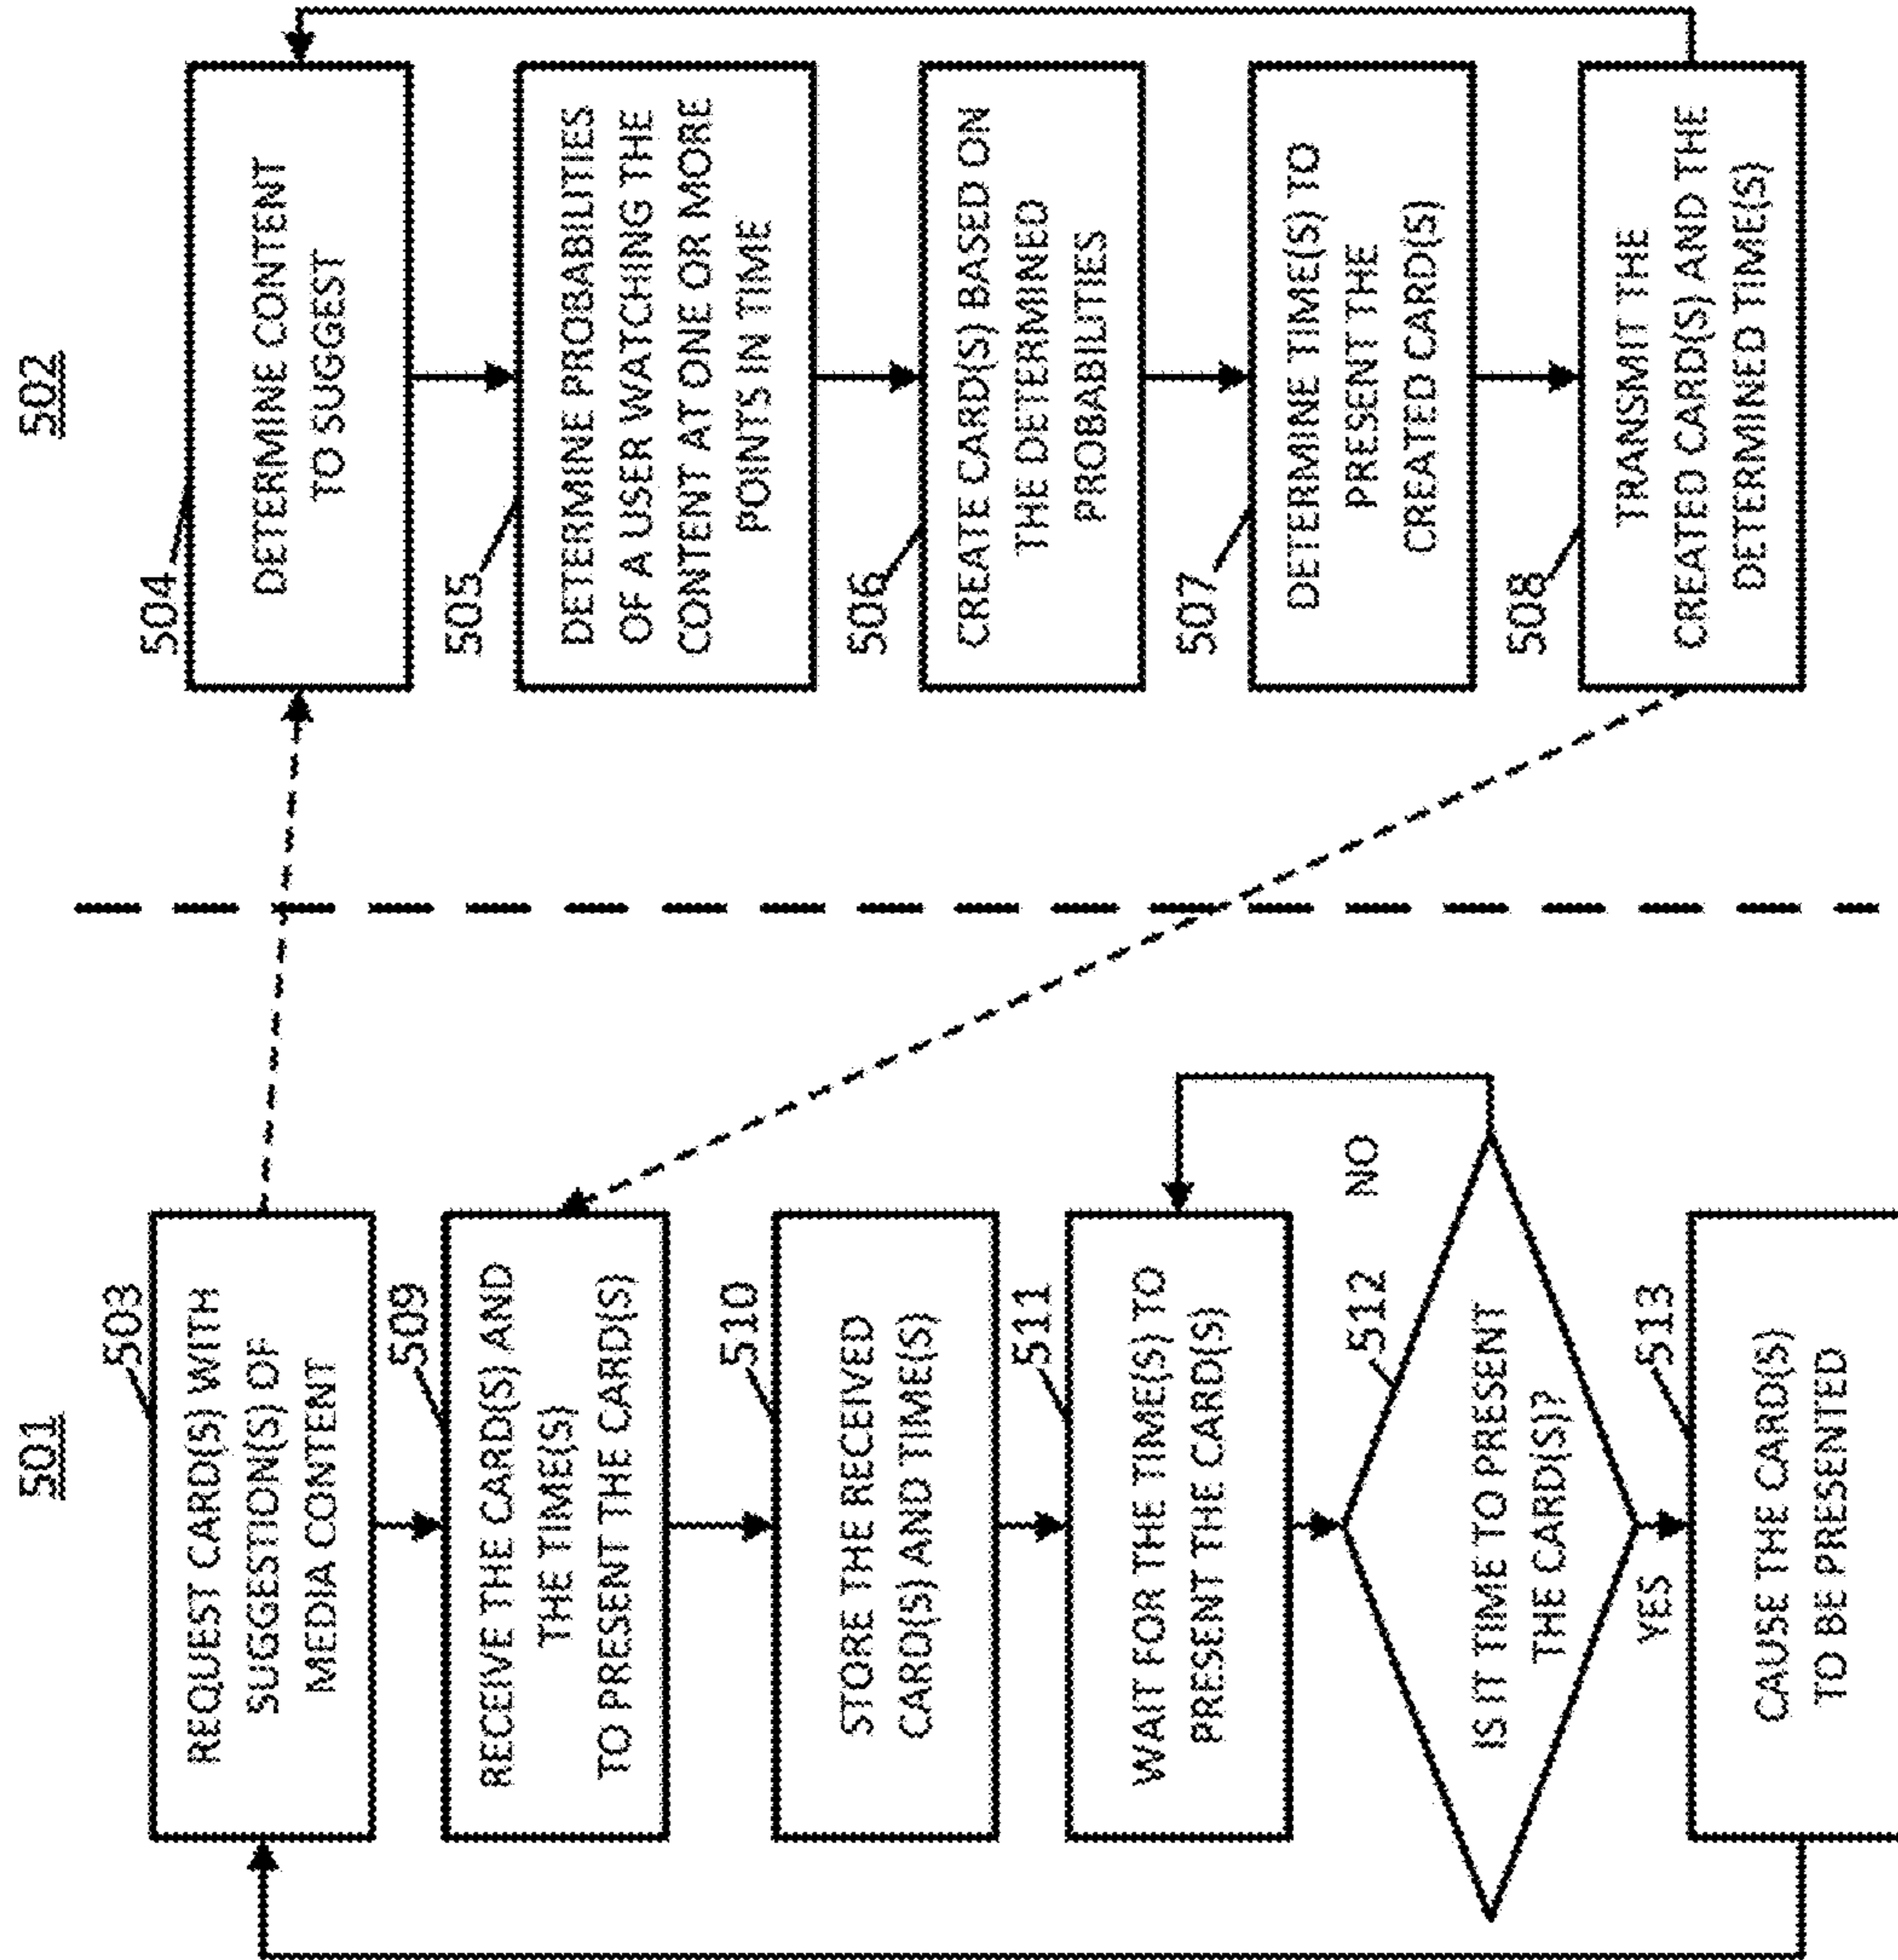 501
503
REQUEST CARD(S) WITH
SUGGESTION(S) OF
MEDIA CONTENT
509
RECEIVE THE CARD(S) AND
THE TIME(S)
TO PRESENT THE CARD(S)
510
STORE THE RECEIVED
CARD(S) AND TIME(S)
511
WAIT FOR THE TIME(S) TO
PRESENT THE CARD(S)
512
NO
IS IT TIME TO PRESENT
THE CARD(S)?
YES
513
CAUSE THE CARD(S)
TO BE PRESENTED
502
504
DETERMINE CONTENT
TO SUGGEST
505
DETERMINE PROBABILITIES
OF A USER WATCHING THE
CONTENT AT ONE OR MORE
POINTS IN TIME
506
CREATE CARD(S) BASED ON
THE DETERMINED
PROBABILITIES
507
DETERMINE TIME(S) TO
PRESENT THE
CREATED CARD(S)
508
TRANSMIT THE
CREATED CARD(S) AND THE
DETERMINED TIME(S)